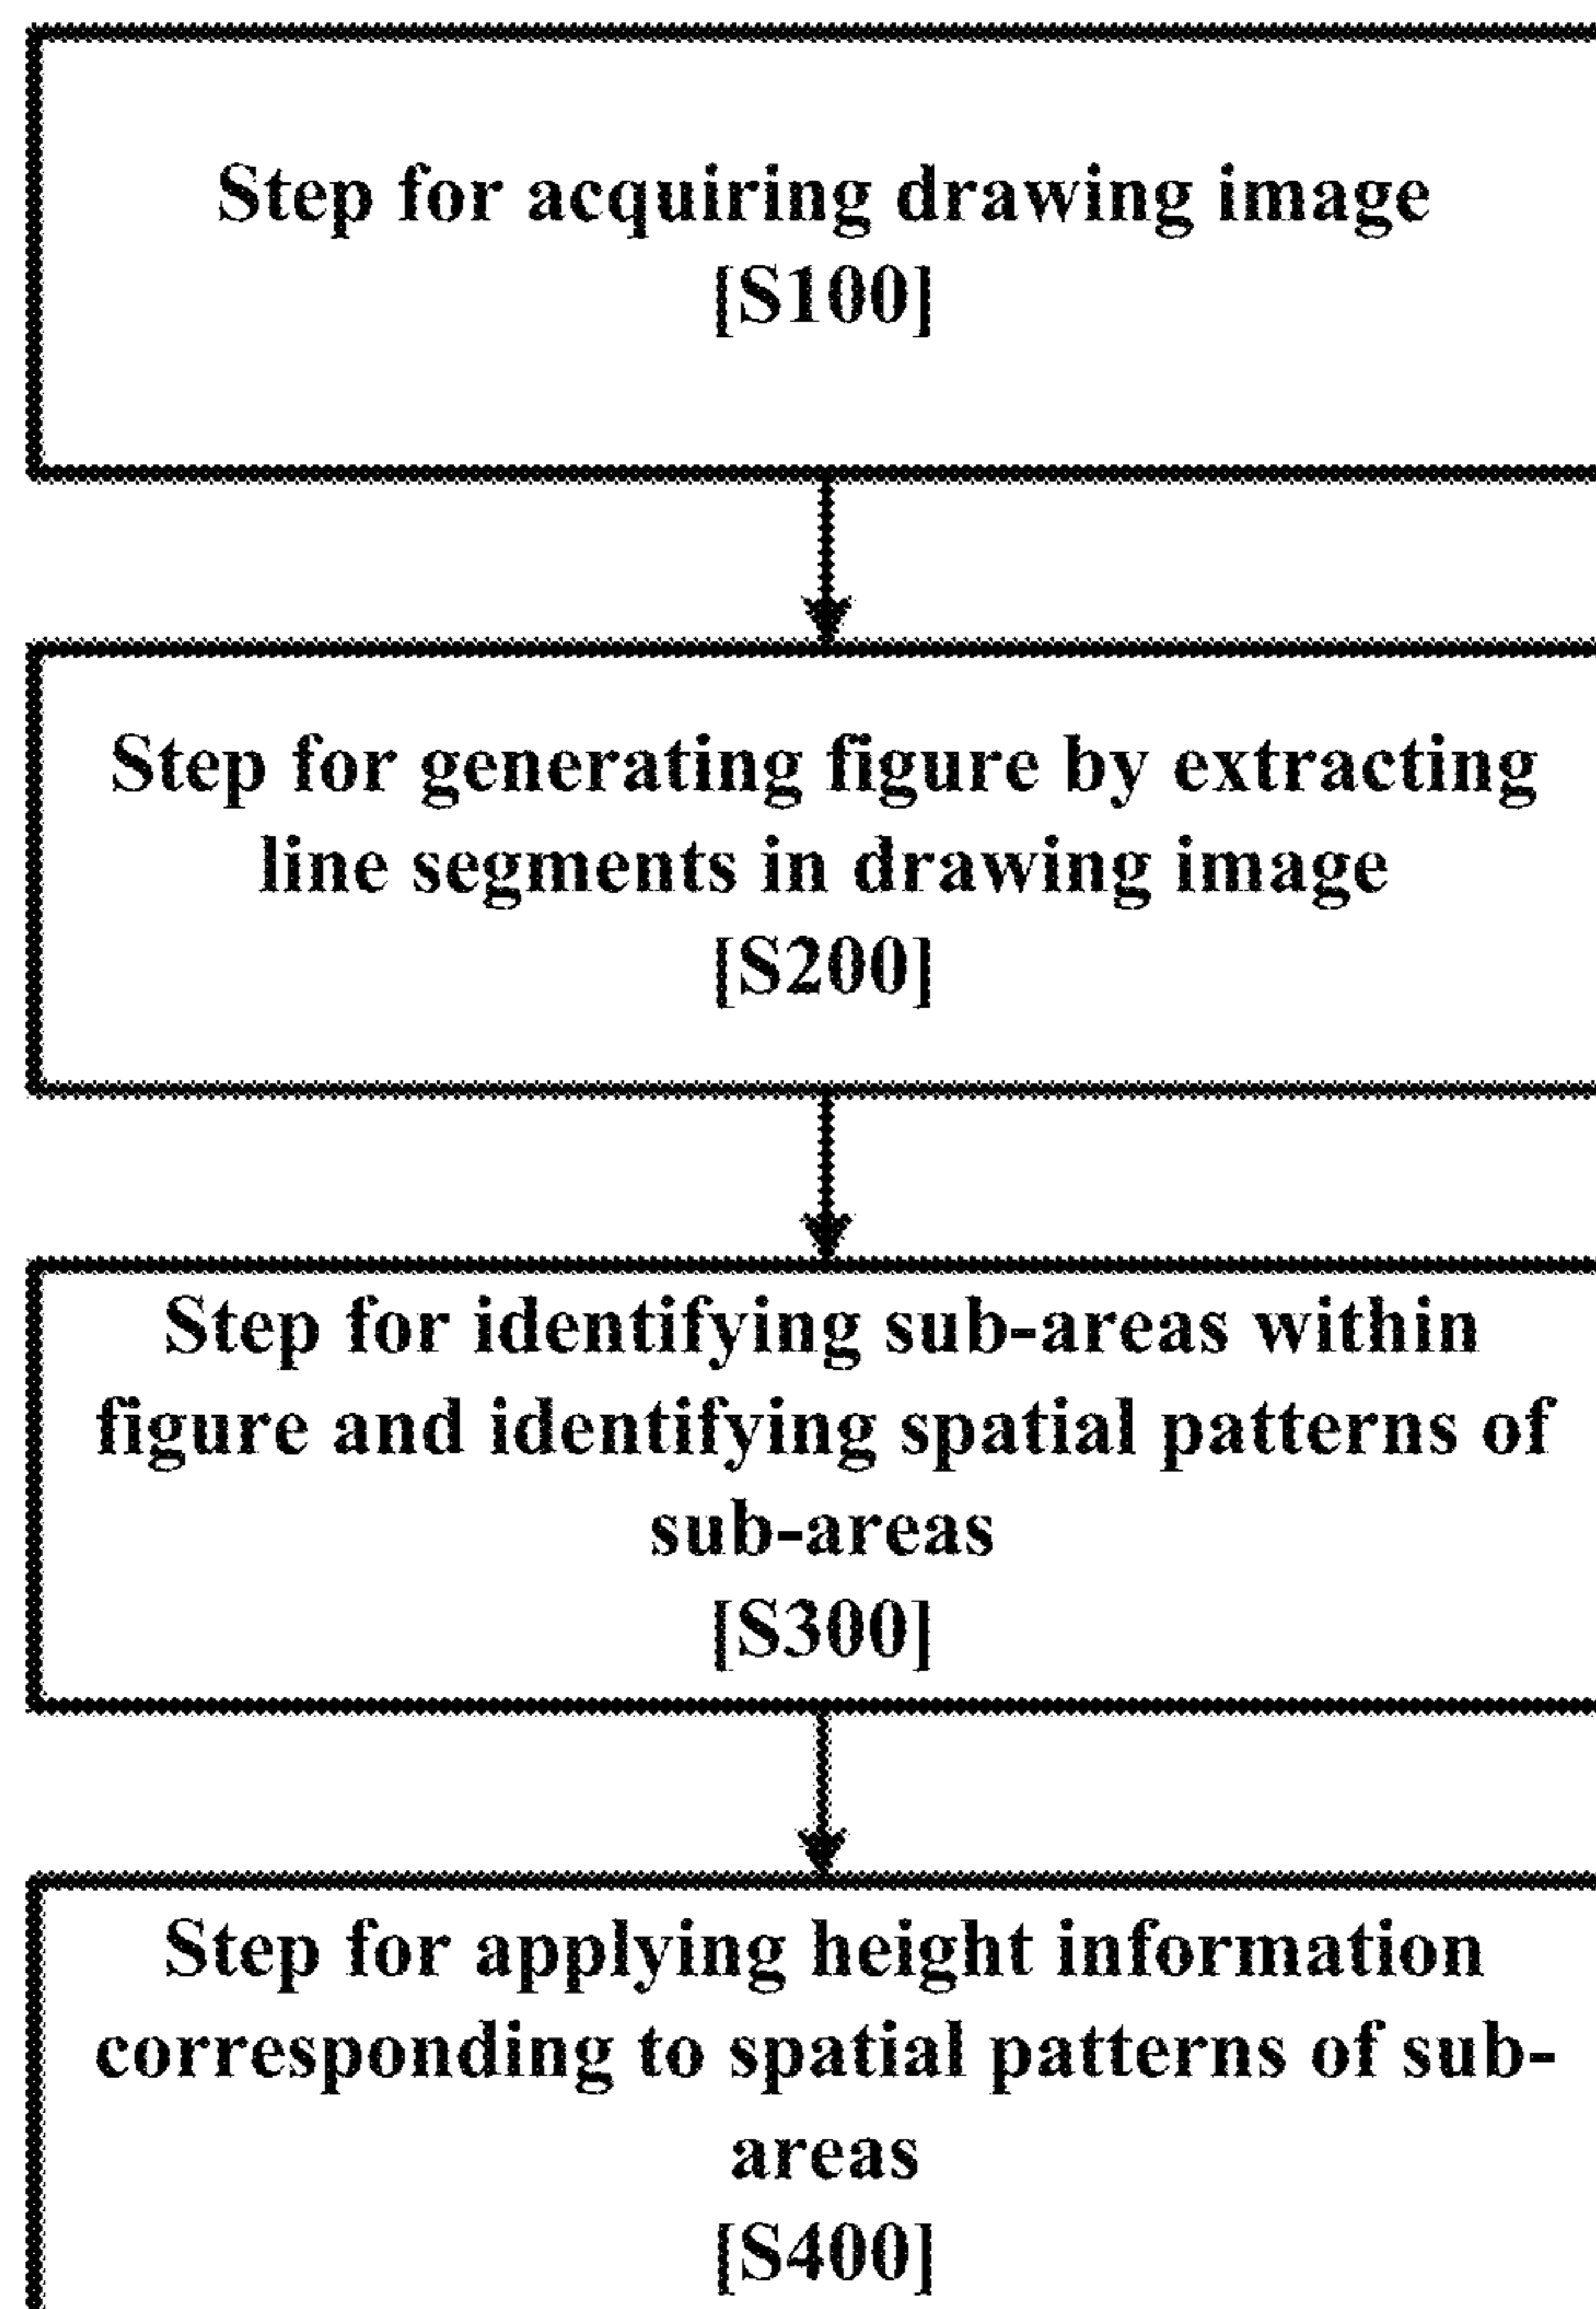 Step for acquiring drawing image
[S100]
Step for generating figure by extracting
line segments in drawing image
[S200]
Step for identifying sub-areas within
figure and identifying spatial patterns of
sub-areas
[S300]
Step for applying height information
corresponding to spatial patterns of sub-
areas
[S400]